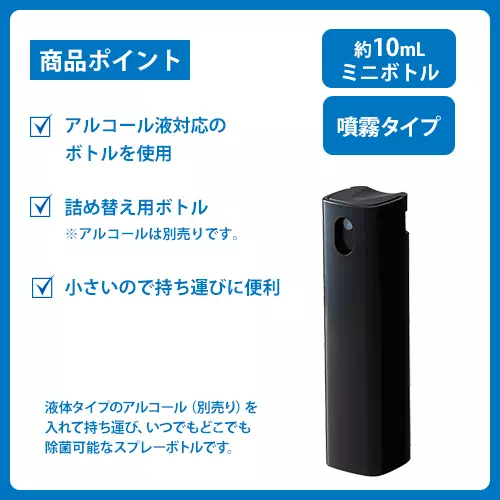 商品ポイント
約10mL
ミニボトル
噴霧タイプ
アルコール液対応の
ボトルを使用
詰め替え用ボトル
※アルコールは別売りです。
小さいので持ち運びに便利
液体タイプのアルコール（別売り）を
入れて持ち運び、いつでもどこでも
除菌可能なスプレーボトルです。